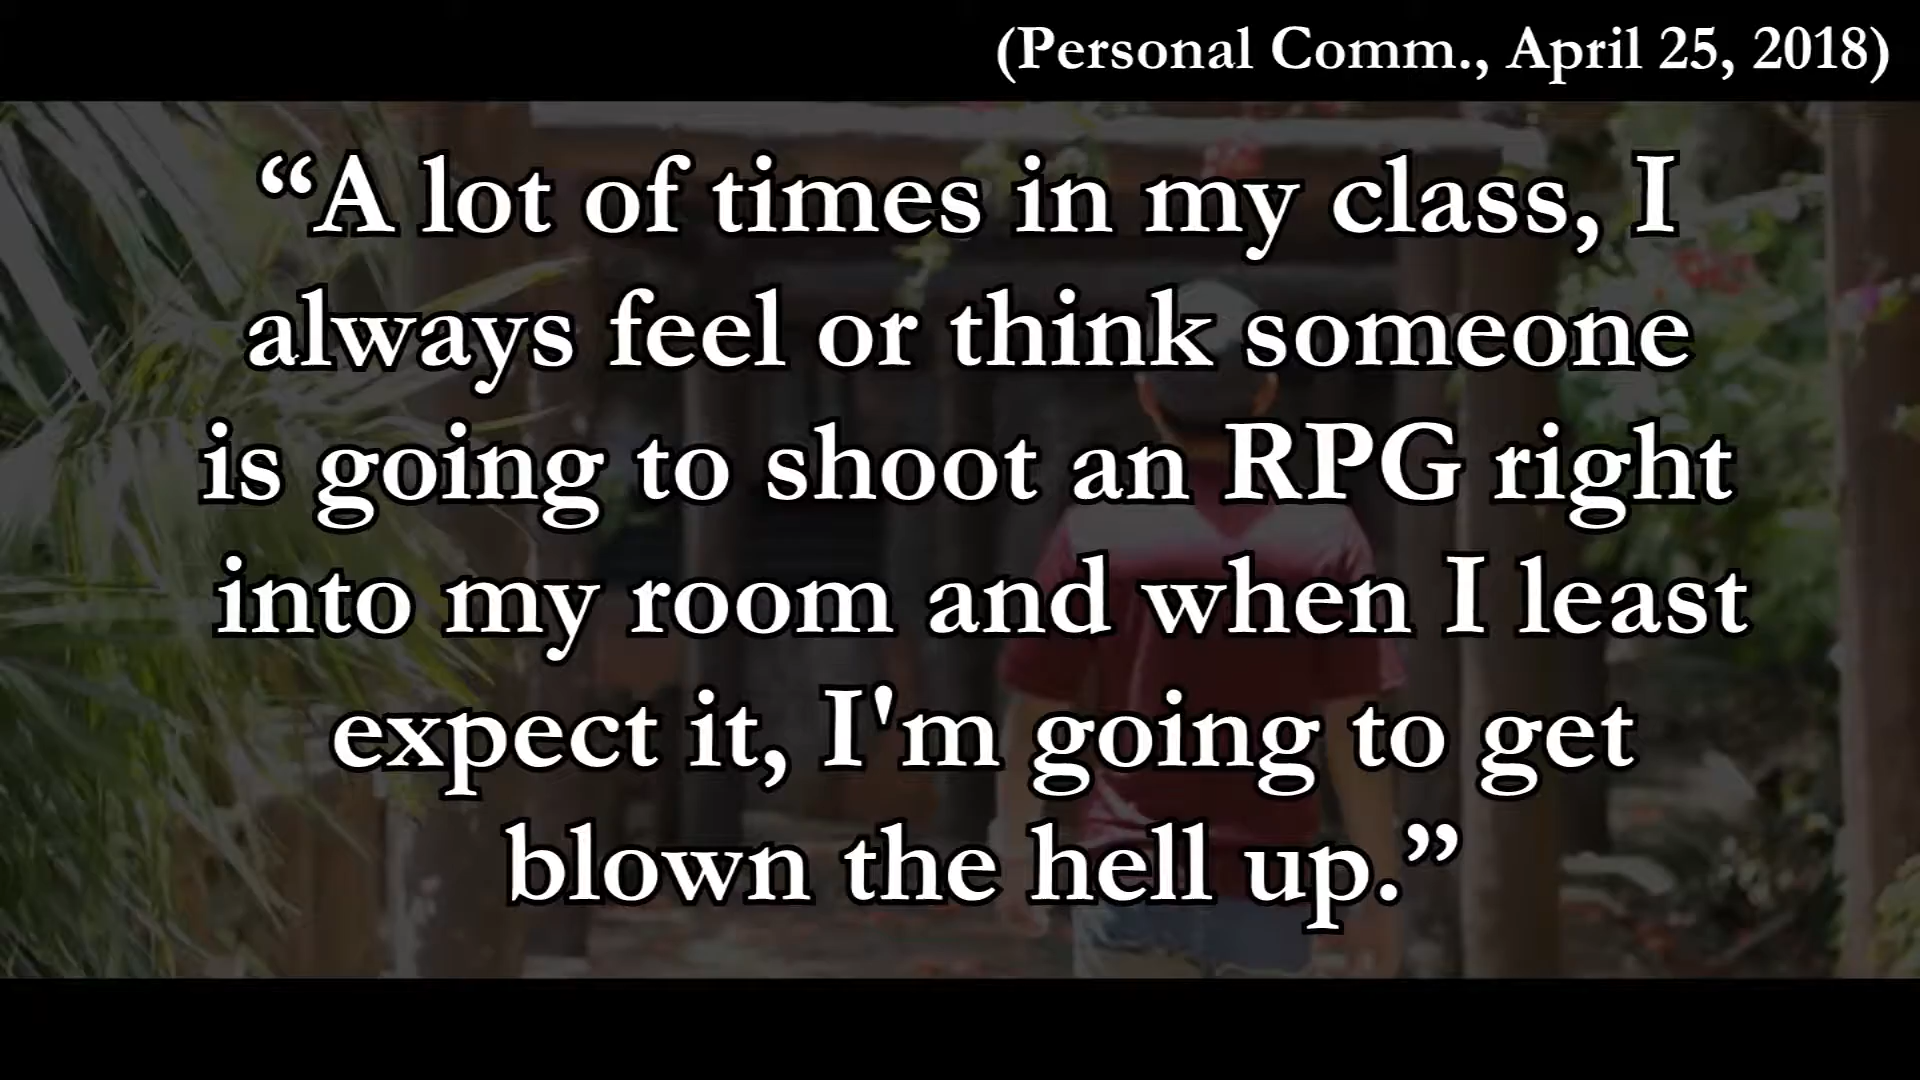 (Personal Comm., April 25, 2018)
“A lot of times in my class, I
always feel or think someone
is going to shoot an RPG right
into my room and when I least
expect it, I'm going to get
blown the hell up.”